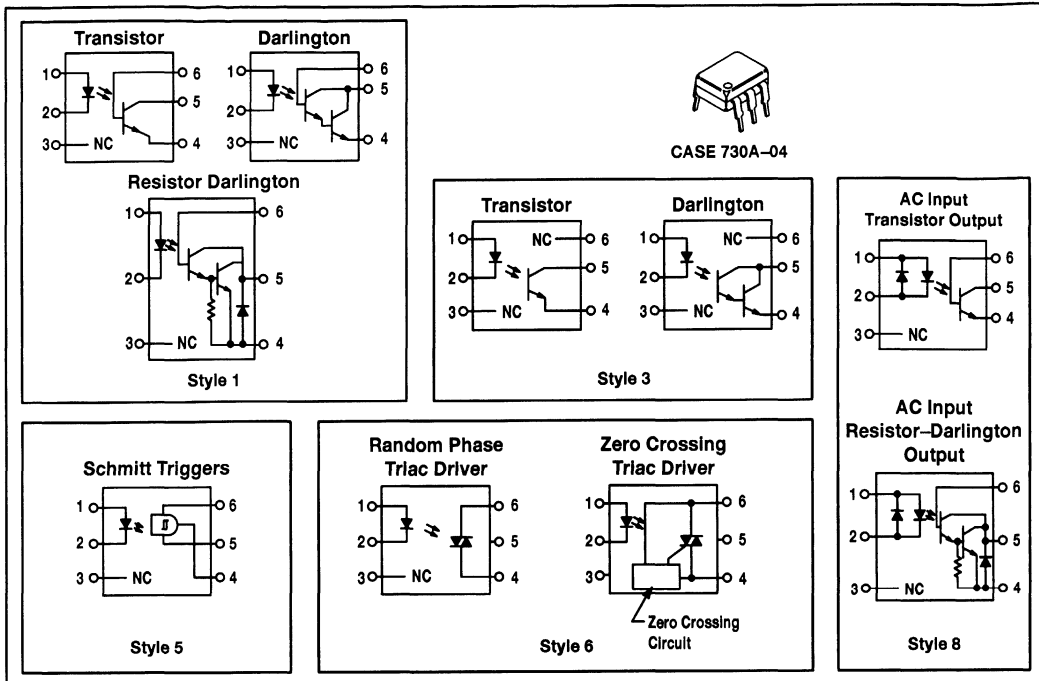 Transistor
1
2
3
NC
6
5
4
Darlington
1
2
3
NC
6
5
4
Resistor Darlington
1
2
3
NC
6
5
4
Style 1
CASE 730A–04
Transistor
1
2
3
NC
NC
6
5
4
Darlington
1
2
3
NC
NC
6
5
4
Style 3
AC Input
Transistor Output
1
2
3
NC
6
5
4
AC Input
Resistor–Darlington
Output
1
2
3
NC
6
5
4
Style 8
Schmitt Triggers
1
2
3
NC
6
5
4
Style 5
Random Phase
Triac Driver
1
2
3
NC
6
5
4
Zero Crossing
Triac Driver
1
2
3
6
5
4
Zero Crossing
Circuit
Style 6